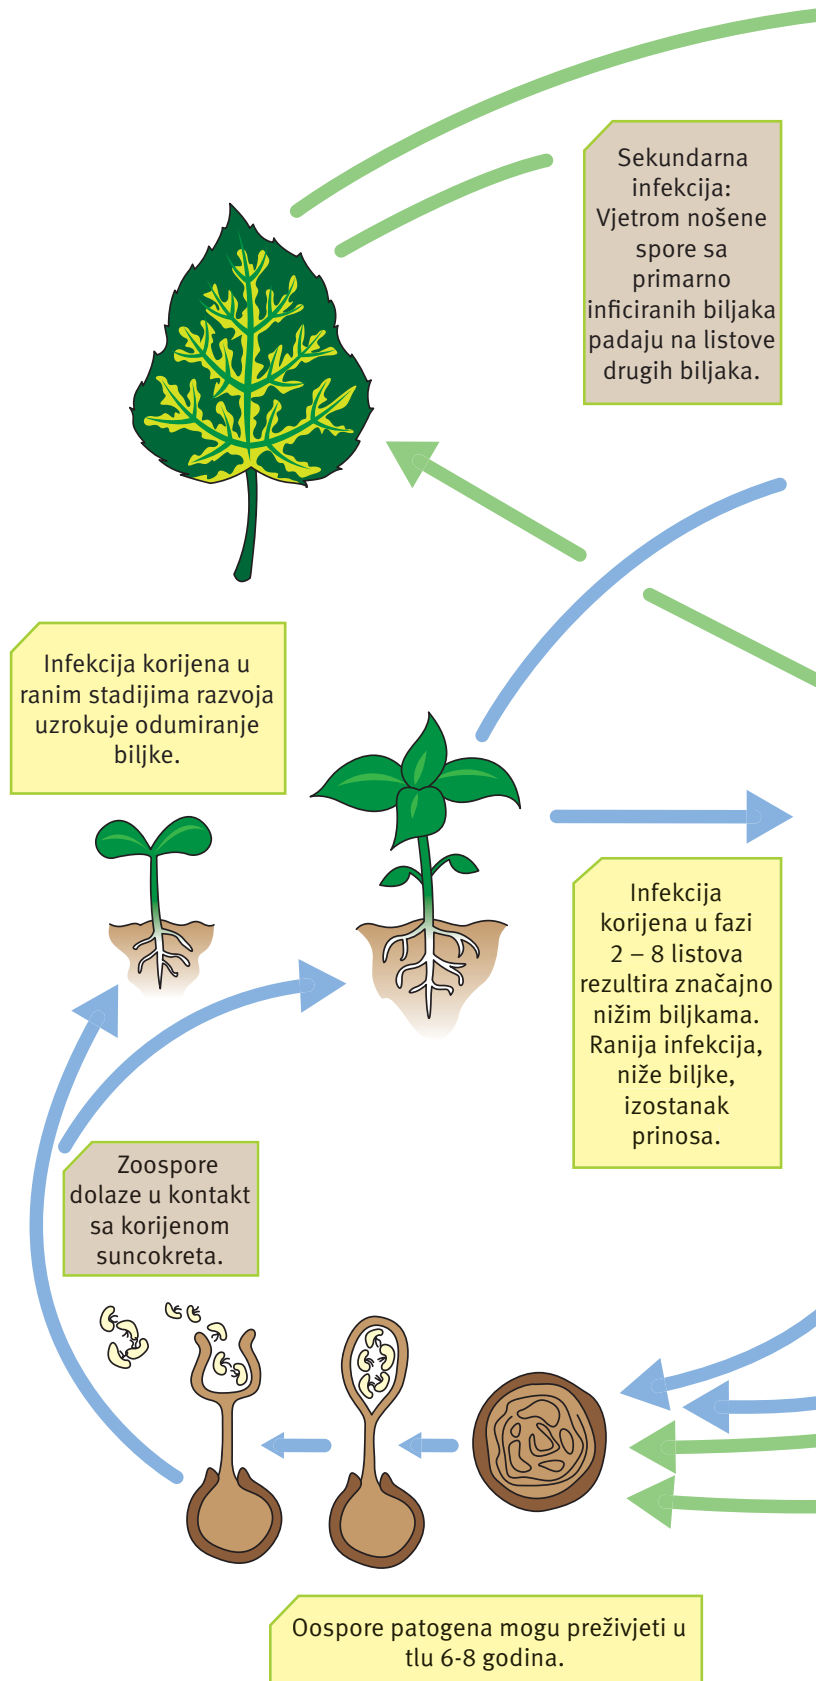 Sekundarna
infekcija:
Vjetrom nošene
spore sa
primarno
inficiranih biljaka
padaju na listove
drugih biljaka.
Infekcija korijena u
ranim stadijima razvoja
uzrokuje odumiranje
biljke.
Infekcija
korijena u fazi
2 – 8 listova
rezultira značajno
nižim biljkama.
Ranija infekcija,
niže biljke,
izostanak
prinosa.
Zoospore
dolaze u kontakt
sa korijenom
suncokreta.
Oospore patogena mogu preživjeti u
tlu 6-8 godina.